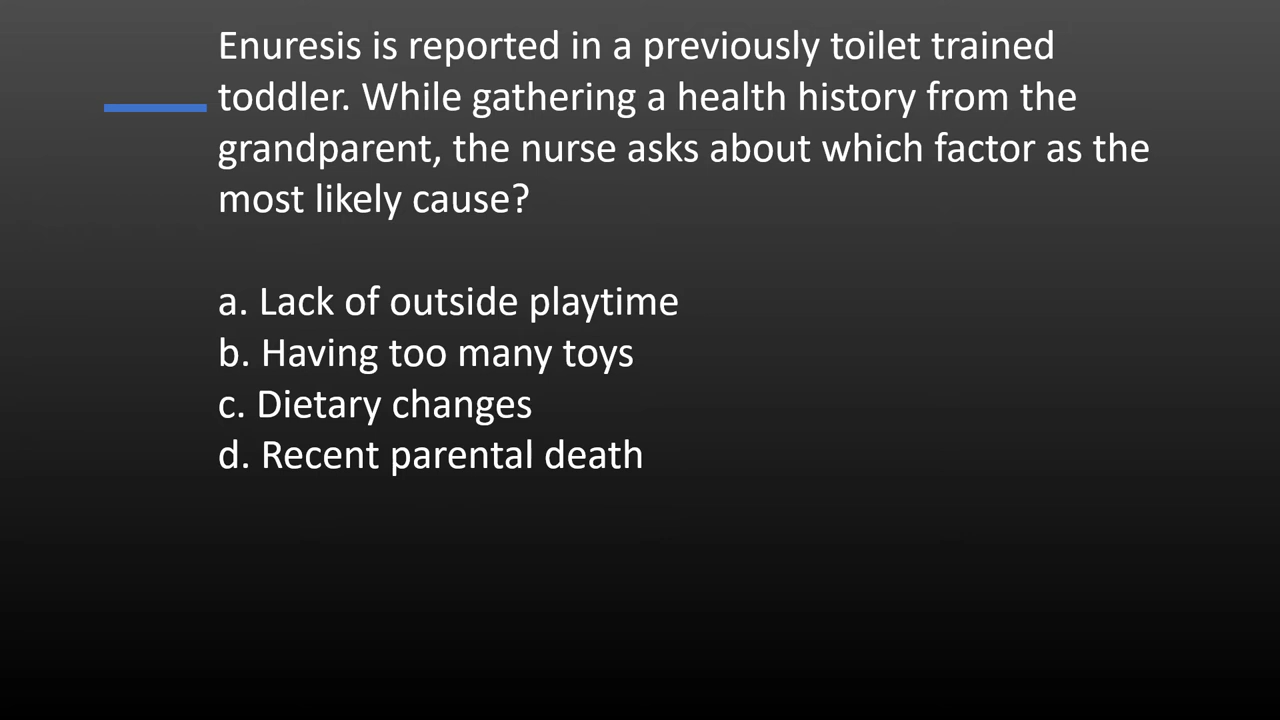 Enuresis is reported in a previously toilet trained
toddler. While gathering a health history from the
grandparent, the nurse asks about which factor as the
most likely cause?
a. Lack of outside playtime
b. Having too many toys
c. Dietary changes
d. Recent parental death